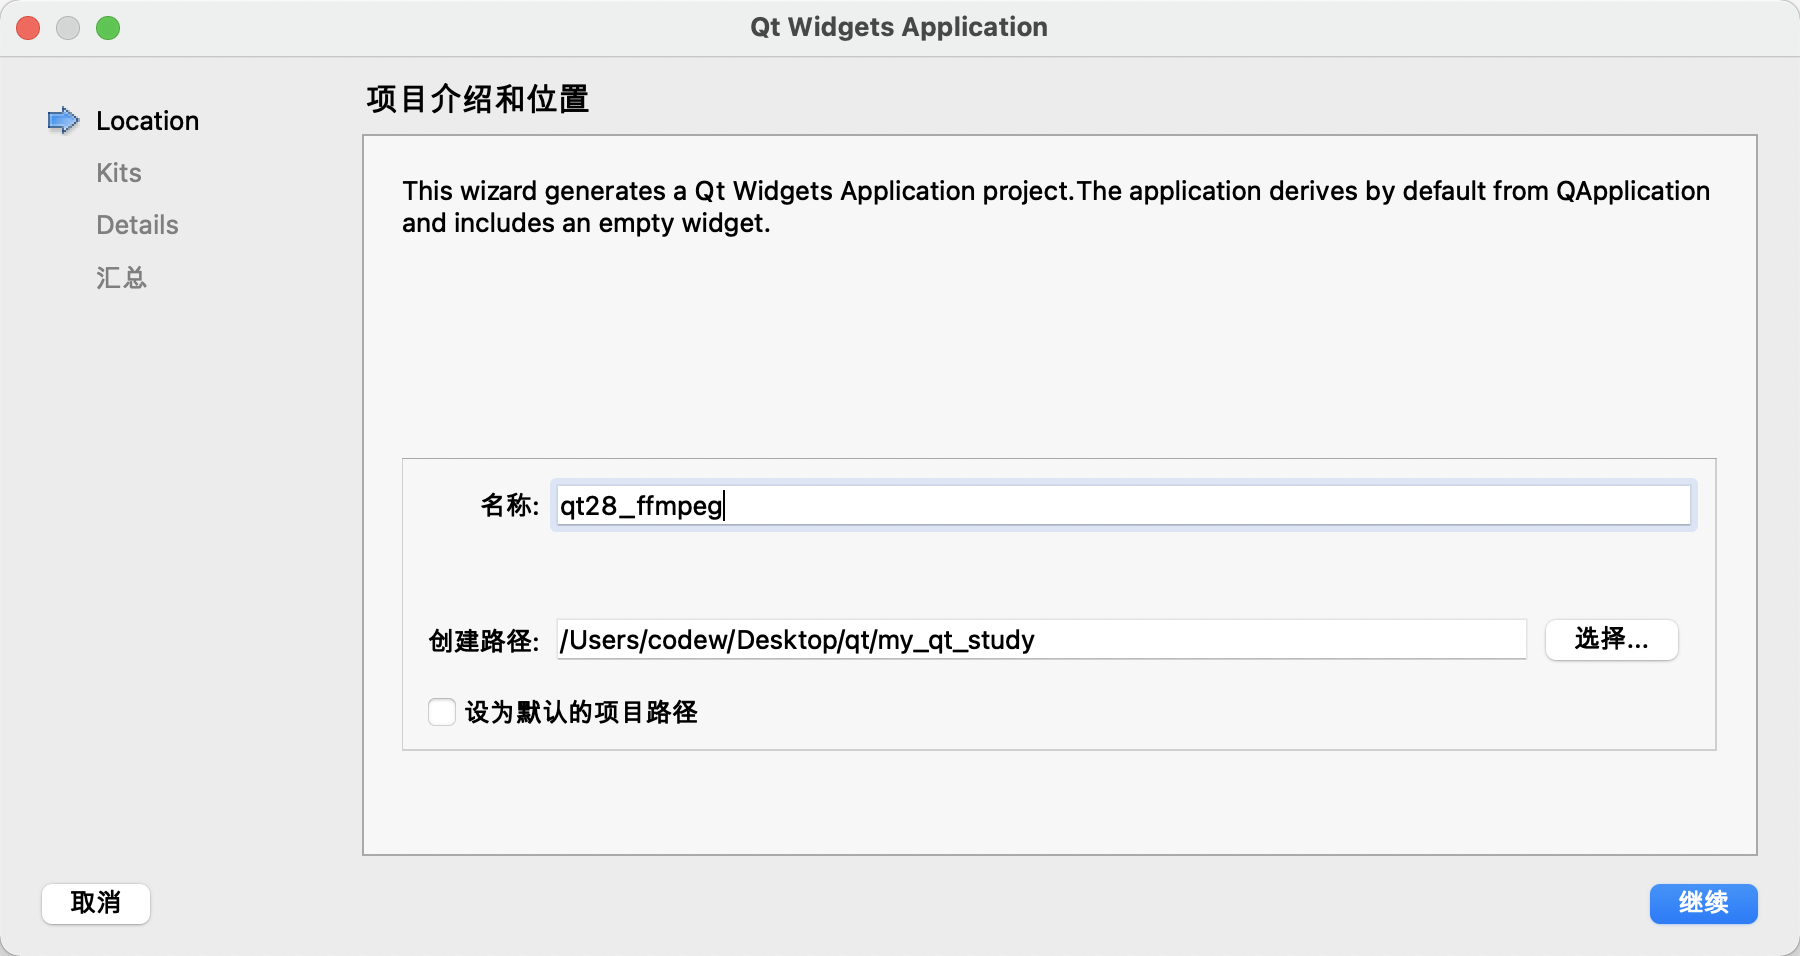 Qt Widgets Application
Location
Kits
Details
汇总
项目介绍和位置
This wizard generates a Qt Widgets Application project.The application derives by default from QApplication
and includes an empty widget.
名称: qt28_ffmpeg
创建路径: /Users/codew/Desktop/qt/my_qt_study 选择...
设为默认的项目路径
取消 继续